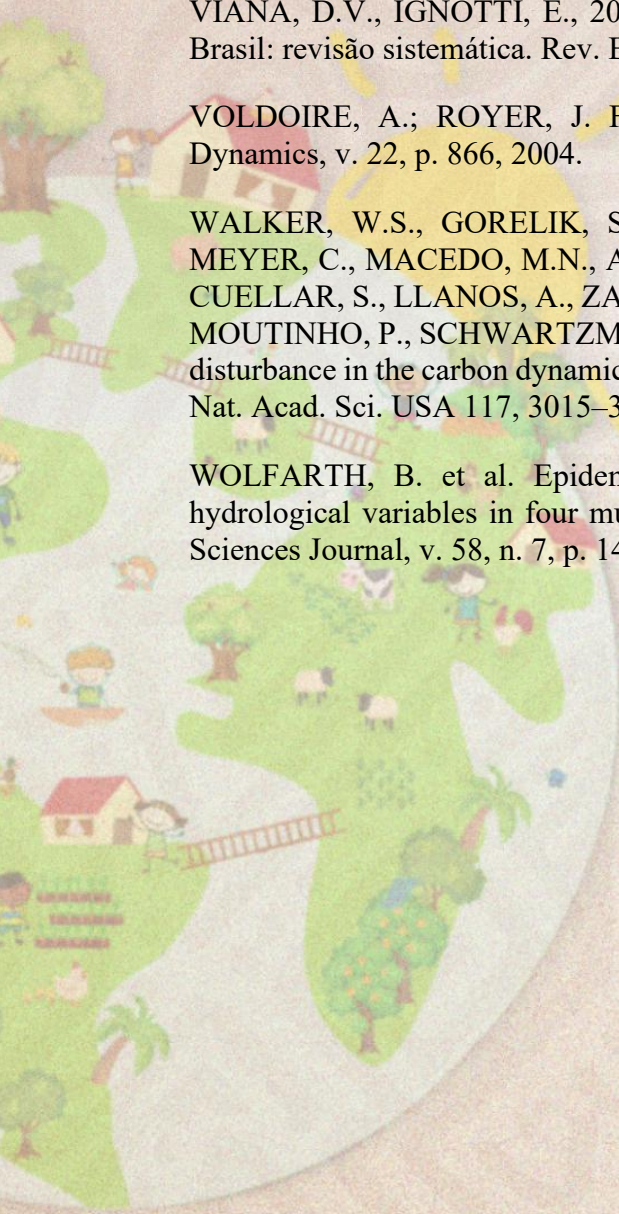 VIANA, D.V., IGNOTTI, E., 20
Brasil: revisão sistemática. Rev. E
VOLDOIRE, A.; ROYER, J. F
Dynamics, v. 22, p. 866, 2004.
WALKER, W.S., GORELIK, S
MEYER, C., MACEDO, M.N., A
CUELLAR, S., LLANOS, A., ZA
MOUTINHO, P., SCHWARTZM
disturbance in the carbon dynamic
Nat. Acad. Sci. USA 117, 3015–3
WOLFARTH, B. et al. Epidem
hydrological variables in four mu
Sciences Journal, v. 58, n. 7, p. 14